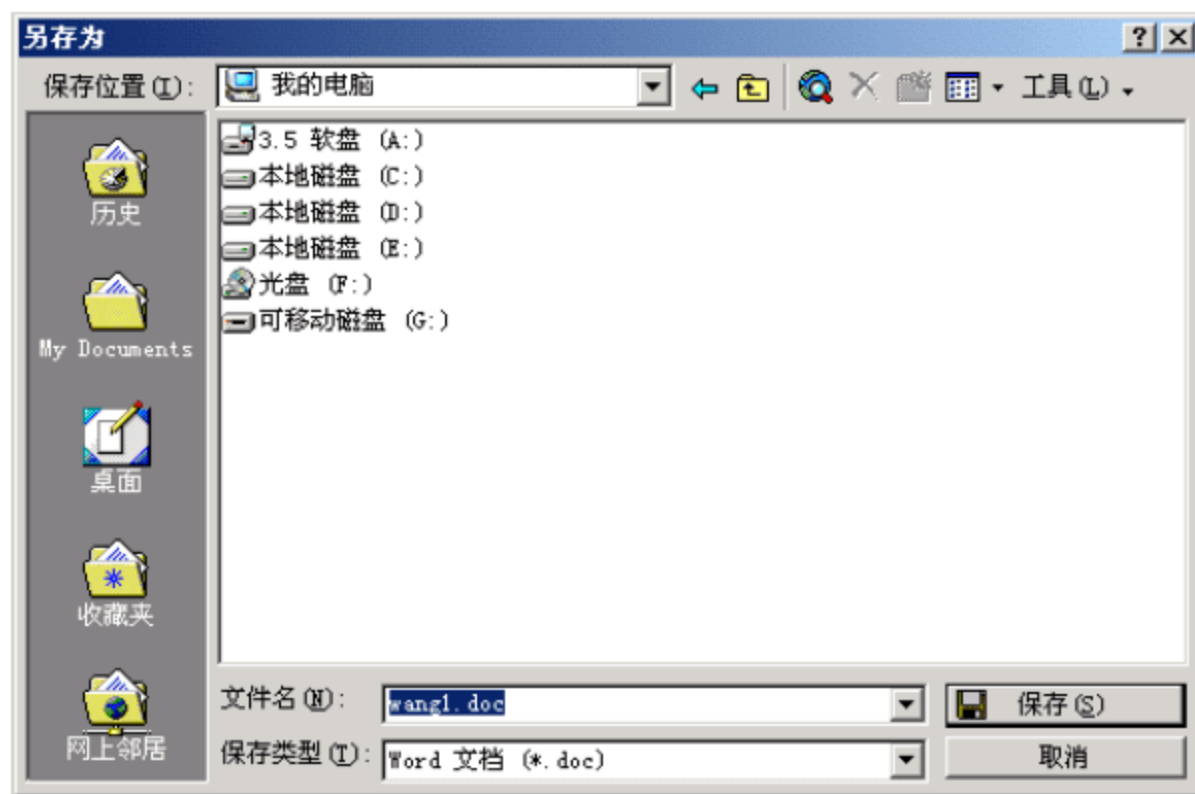 另存为
保存位置(I): 我的电脑 工具(L)
3.5 软盘 (A:)
本地磁盘 (C:)
本地磁盘 (D:)
本地磁盘 (E:)
光盘 (F:)
可移动磁盘 (G:)
历史
My Documents
桌面
收藏夹
网上邻居
文件名(N): wang1.doc 保存(S)
保存类型(T): Word 文档 (*.doc) 取消